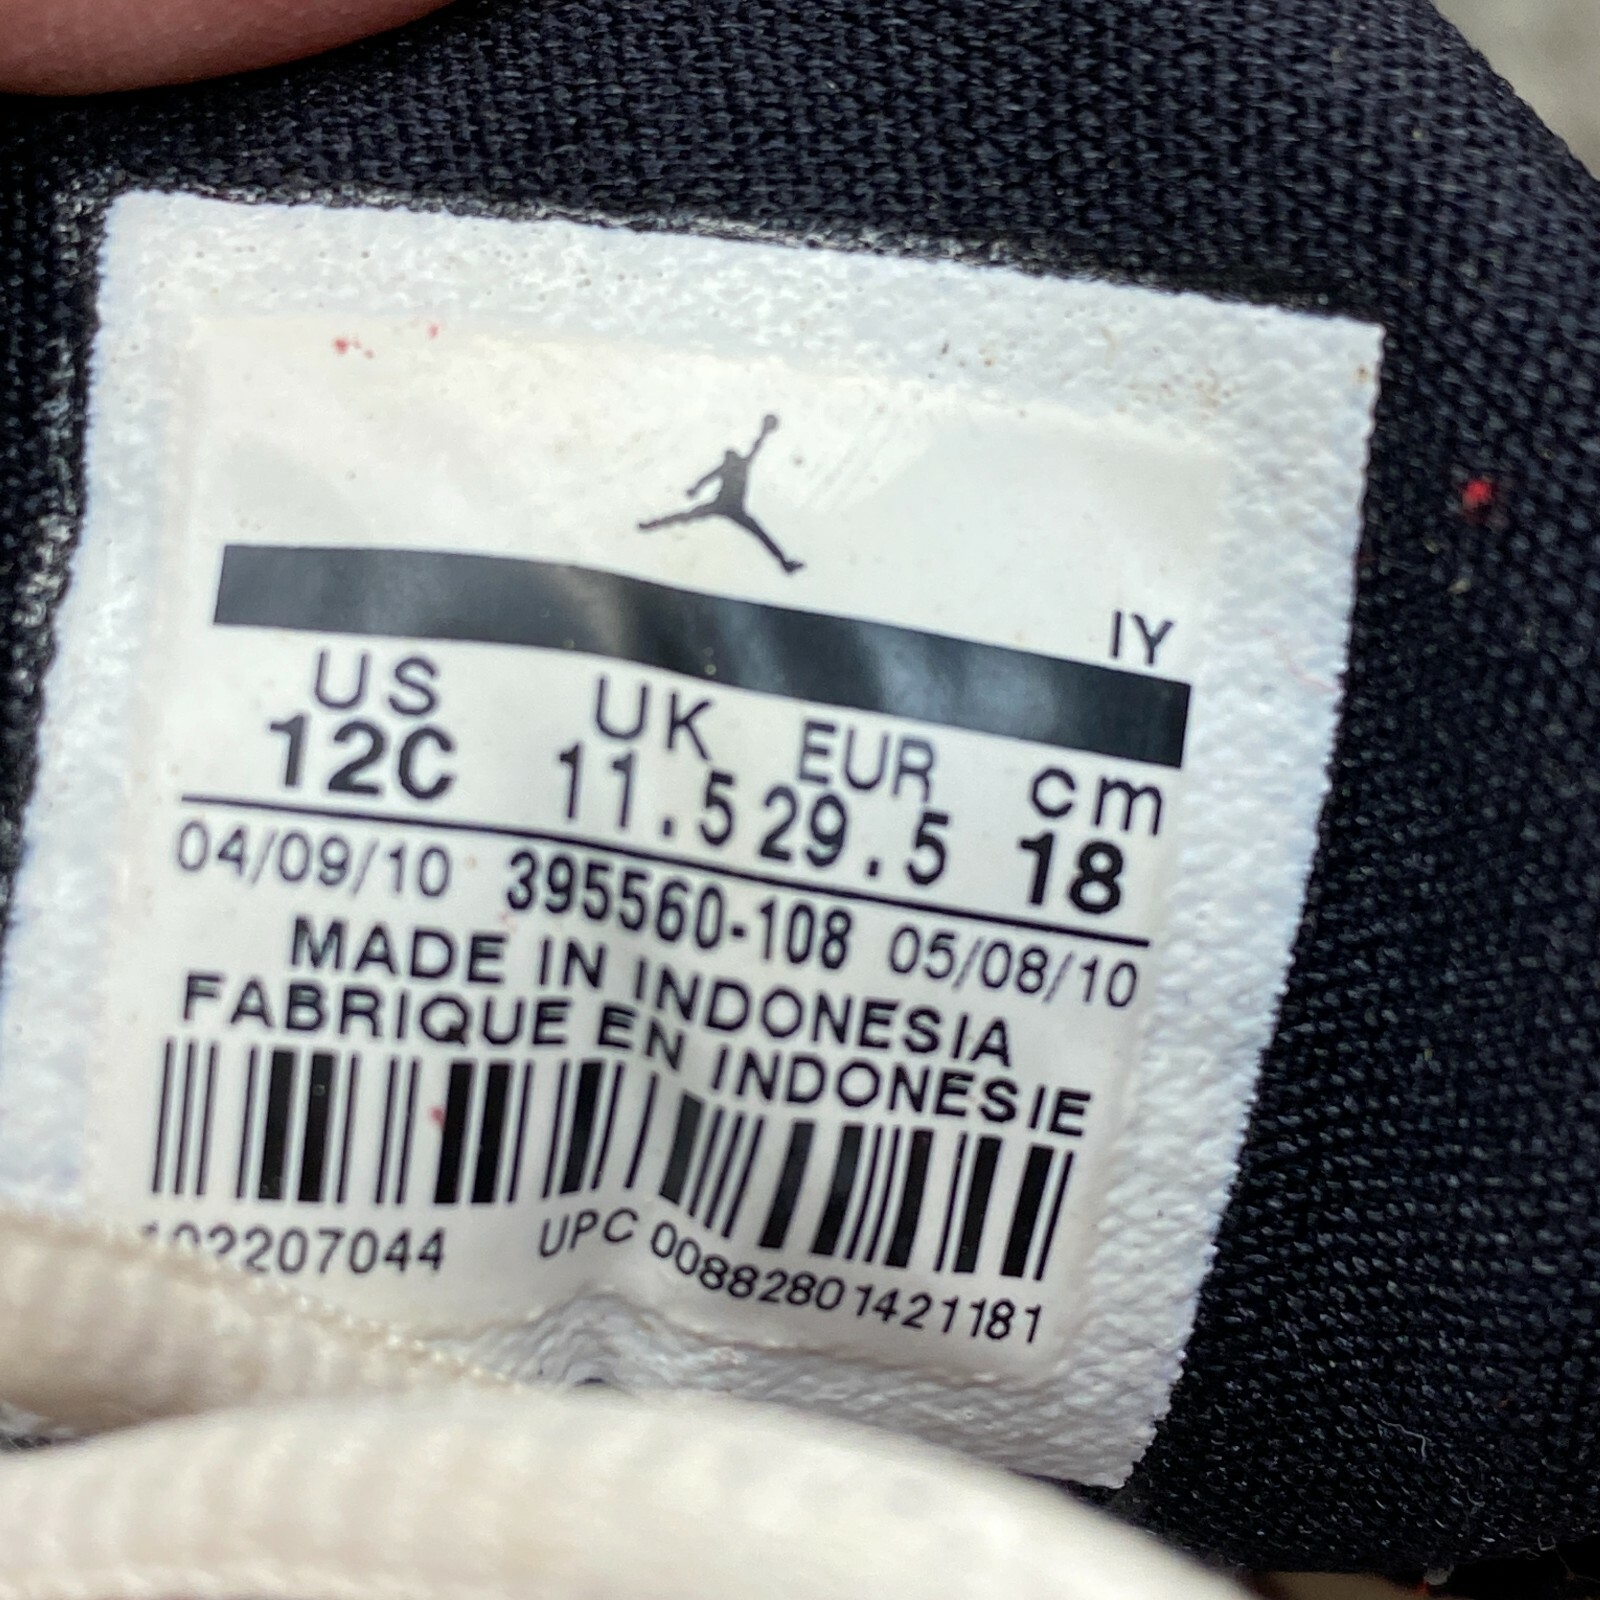 IY
US UK EUR cm
12C 11.5 29.5 18
04/09/10 395560-108 05/08/10
MADE IN INDONESIA
FABRIQUE EN INDONESIE
102207044 UPC 00882801421181